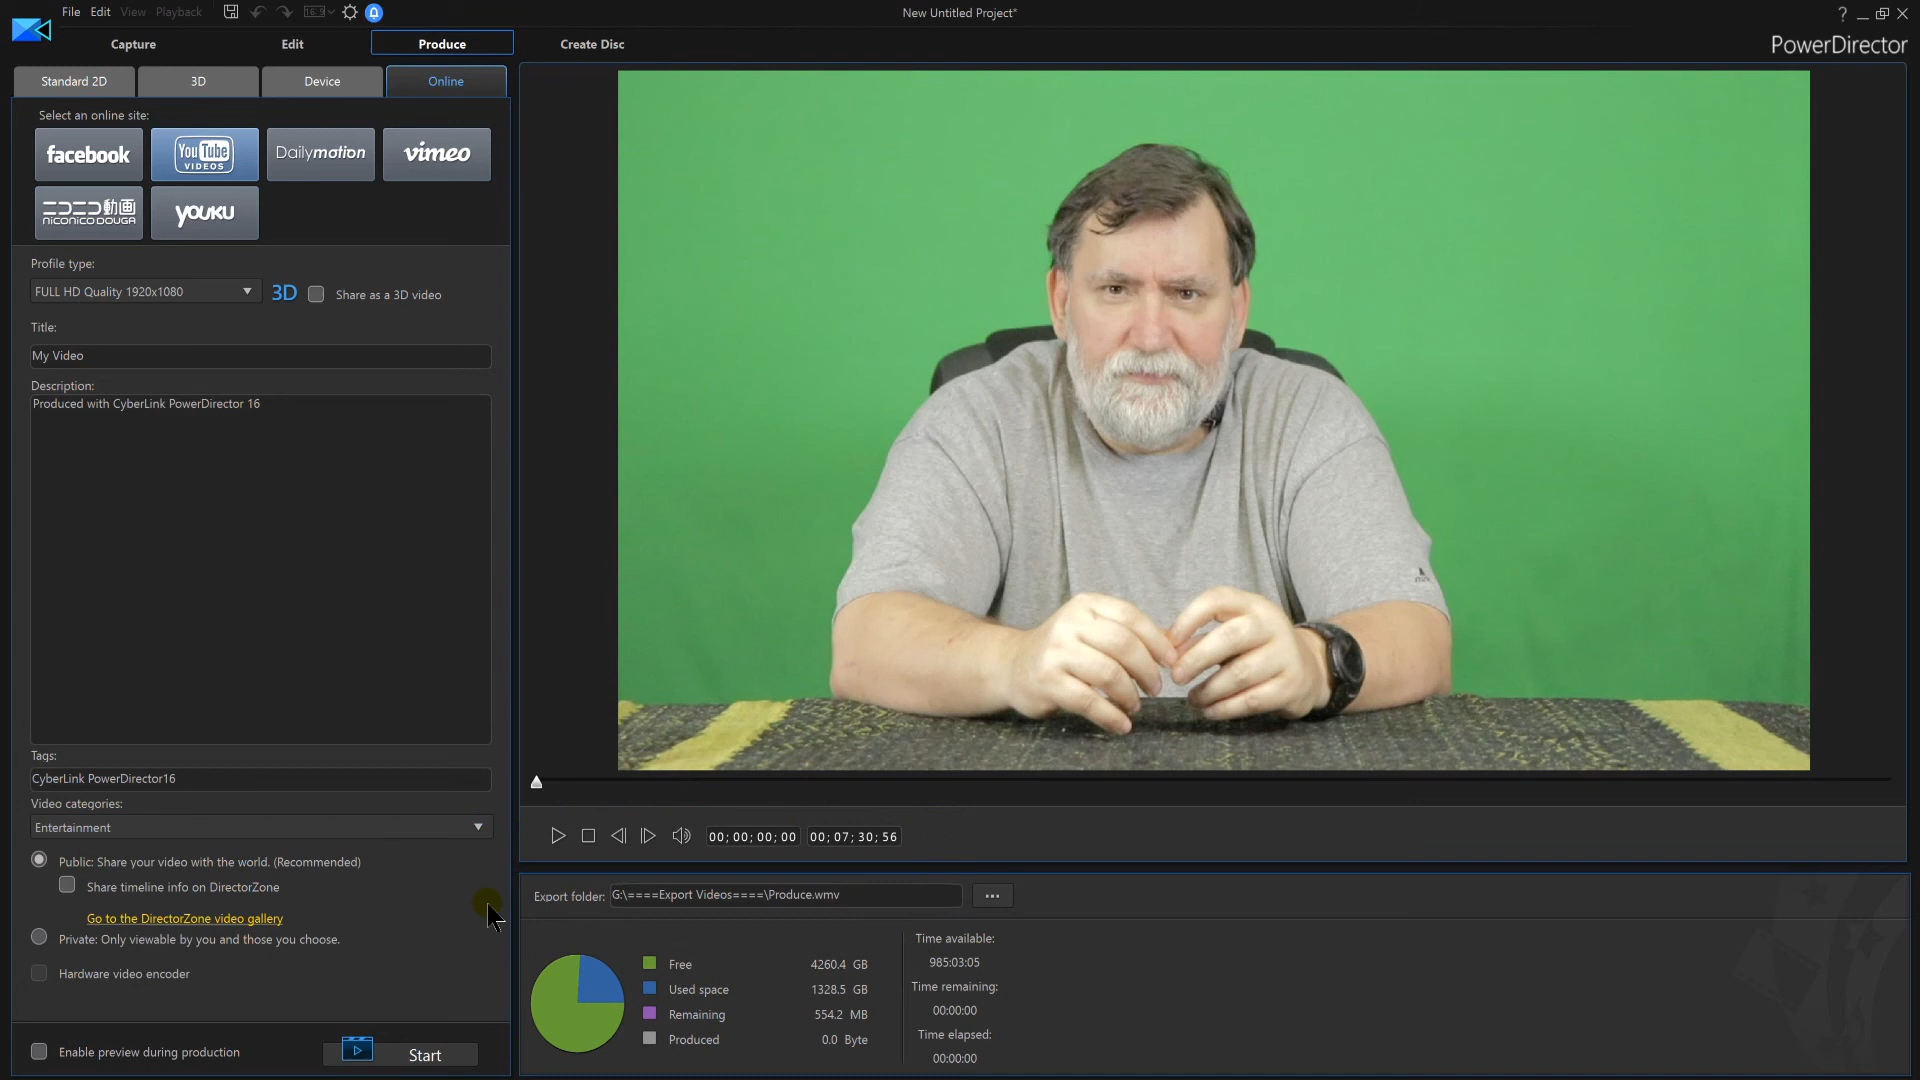 File Edit View Playback 16:9 New Untitled Project* ?
Capture Edit Produce Create Disc PowerDirector
Standard 2D 3D Device Online
Select an online site:
facebook You Tube VIDEOS Dailymotion vimeo
ニコニコ動画 NICONICO DOUGA YOUKU
Profile type:
FULL HD Quality 1920x1080 3D Share as a 3D video
Title:
My Video
Description:
Produced with CyberLink PowerDirector 16
Tags:
CyberLink PowerDirector16
Video categories:
Entertainment
Public: Share your video with the world. (Recommended)
Share timeline info on DirectorZone
Go to the DirectorZone video gallery
Private: Only viewable by you and those you choose.
Hardware video encoder
Enable preview during production Start
00; 00; 00; 00 00; 07; 30; 56
Export folder: G:\====Export Videos====\Produce.wmv ...
Free 4260.4 GB
Used space 1328.5 GB
Remaining 554.2 MB
Produced 0.0 Byte
Time available:
985:03:05
Time remaining:
00:00:00
Time elapsed:
00:00:00